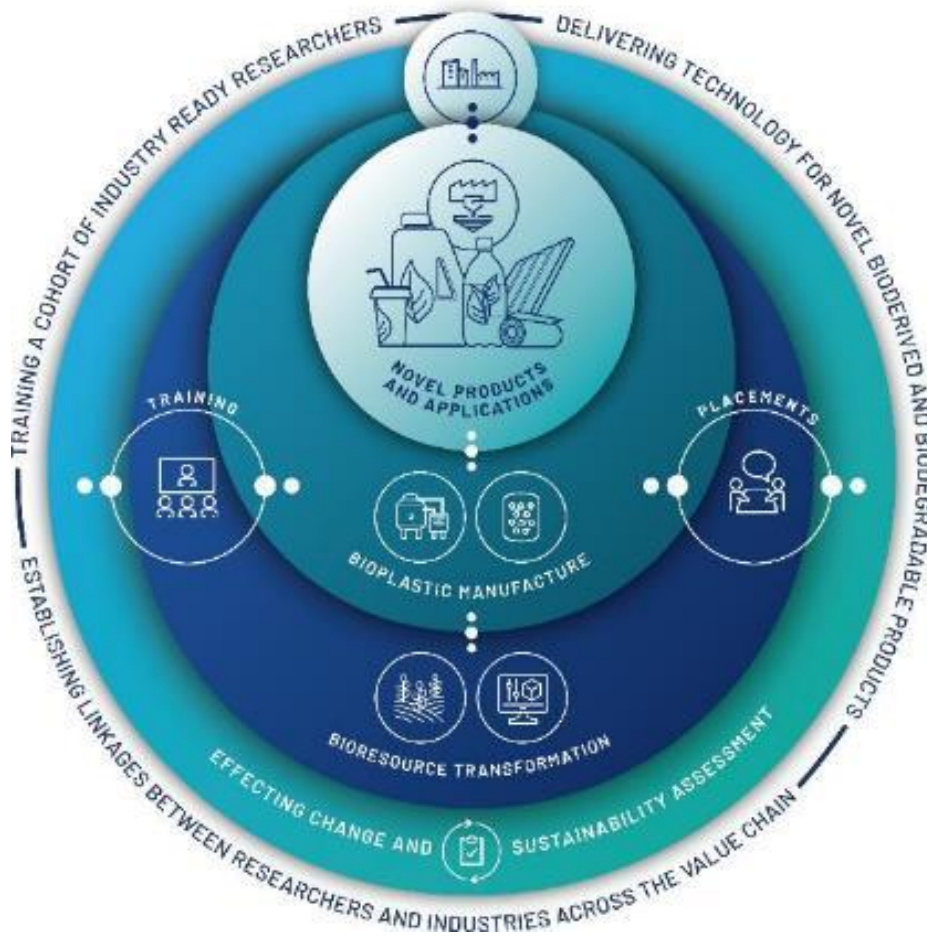 TRAINING A COHORT OF INDUSTRY READY RESEARCHERS
DELIVERING TECHNOLOGY FOR NOVEL BIODERIVED AND BIODEGRADABLE PRODUCTS
NOVEL PRODUCTS
AND APPLICATIONS
TRAINING
PLACEMENTS
BIOPLASTIC MANUFACTURE
BIORESOURCE TRANSFORMATION
EFFECTING CHANGE AND SUSTAINABILITY ASSESSMENT
ESTABLISHING LINKAGES BETWEEN RESEARCHERS AND INDUSTRIES ACROSS THE VALUE CHAIN